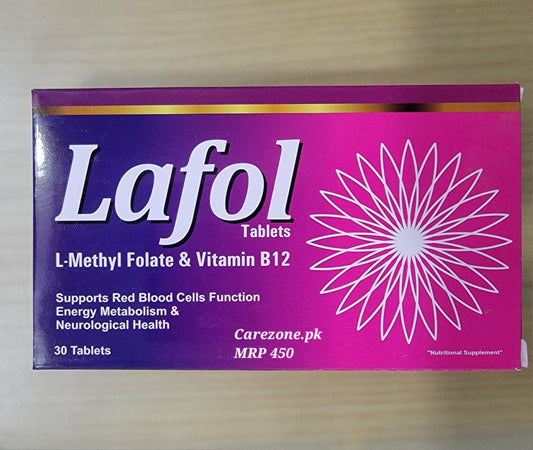 Lafol
Tablets
L-Methyl Folate & Vitamin B12
Supports Red Blood Cells Function
Energy Metabolism &
Neurological Health
30 Tablets
Carezone.pk
MRP 450
"Nutritional Supplement"